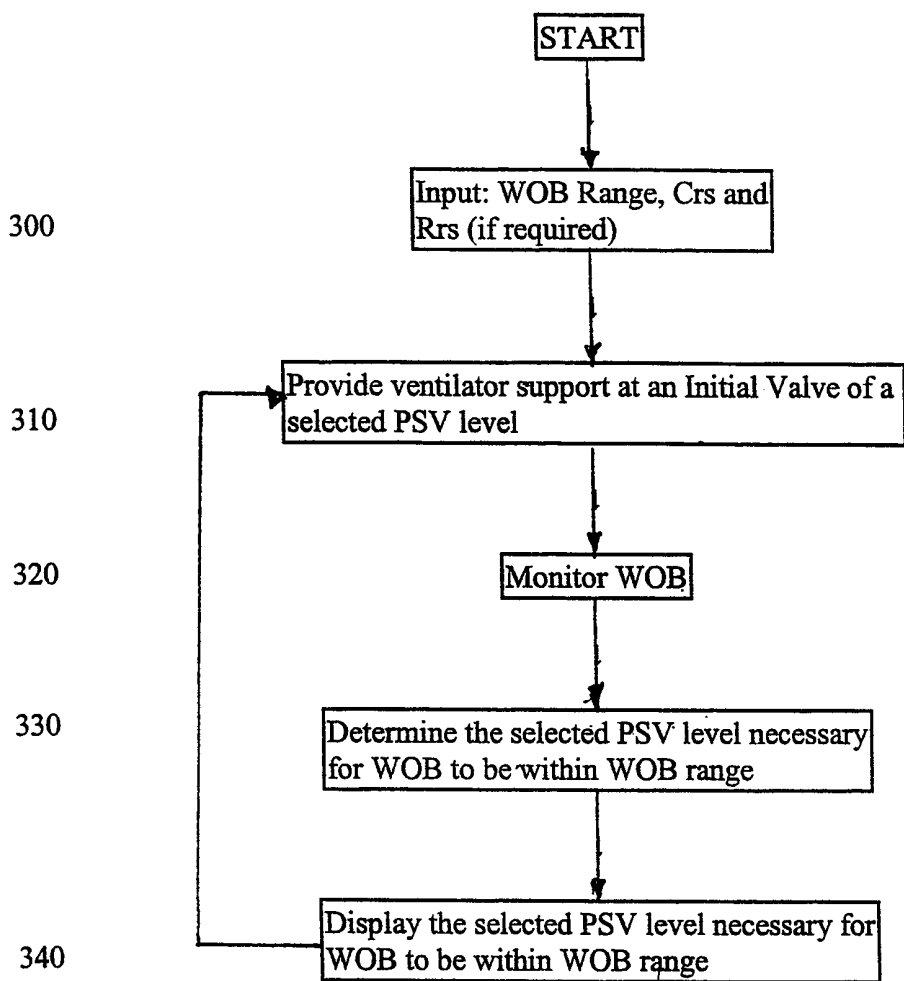 START
300
Input: WOB Range, Crs and
Rrs (if required)
310
Provide ventilator support at an Initial Valve of a
selected PSV level
320
Monitor WOB
330
Determine the selected PSV level necessary
for WOB to be within WOB range
340
Display the selected PSV level necessary for
WOB to be within WOB range